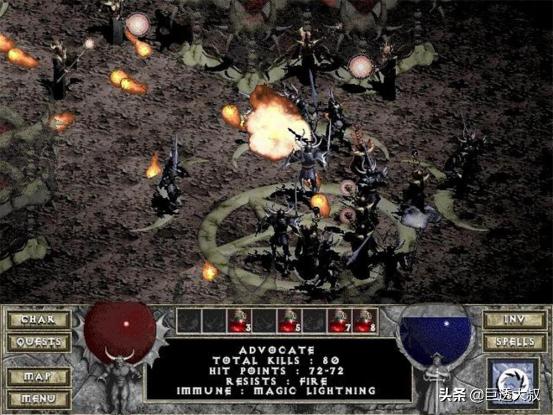 CHAR
QUESTS
MAP
MENU
3
5
7
8
ADVOCATE
TOTAL KILLS : 80
HIT POINTS : 72-72
RESISTS : FIRE
IMMUNE : MAGIC LIGHTNING
INV
SPELLS
头条 @巨透大叔